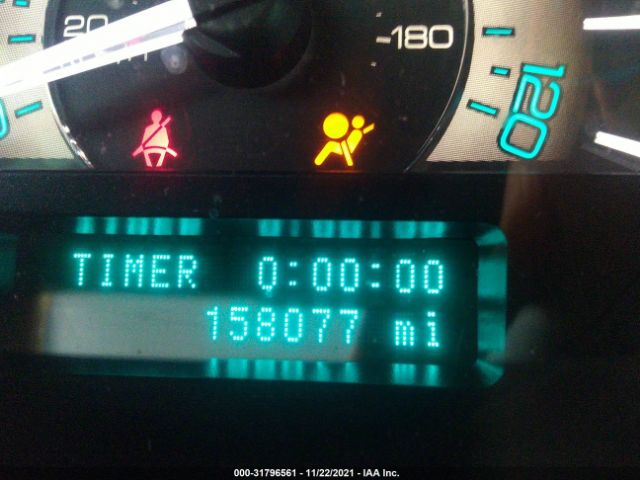 20
-180
120
TIMER 0:00:00
158077 mi
000-31796561 - 11/22/2021 - IAA Inc.